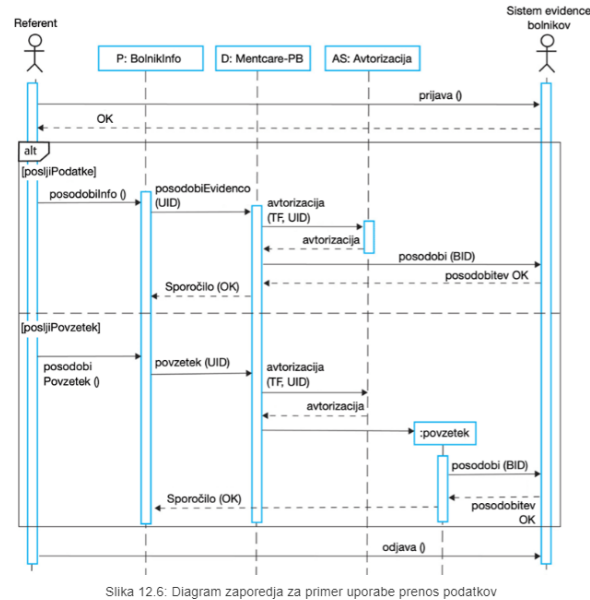 Referent
Sistem evidence
bolnikov
P: BolnikInfo
D: Mentcare-PB
AS: Avtorizacija
prijava ()
OK
alt
[posljiPodatke]
posodobiInfo ()
posodobiEvidenco
(UID)
avtorizacija
(TF, UID)
avtorizacija
posodobi (BID)
posodobitev OK
Sporočilo (OK)
[posljiPovzetek]
posodobi
Povzetek ()
povzetek (UID)
avtorizacija
(TF, UID)
avtorizacija
:povzetek
posodobi (BID)
posodobitev
OK
Sporočilo (OK)
odjava ()
Slika 12.6: Diagram zaporedja za primer uporabe prenos podatkov